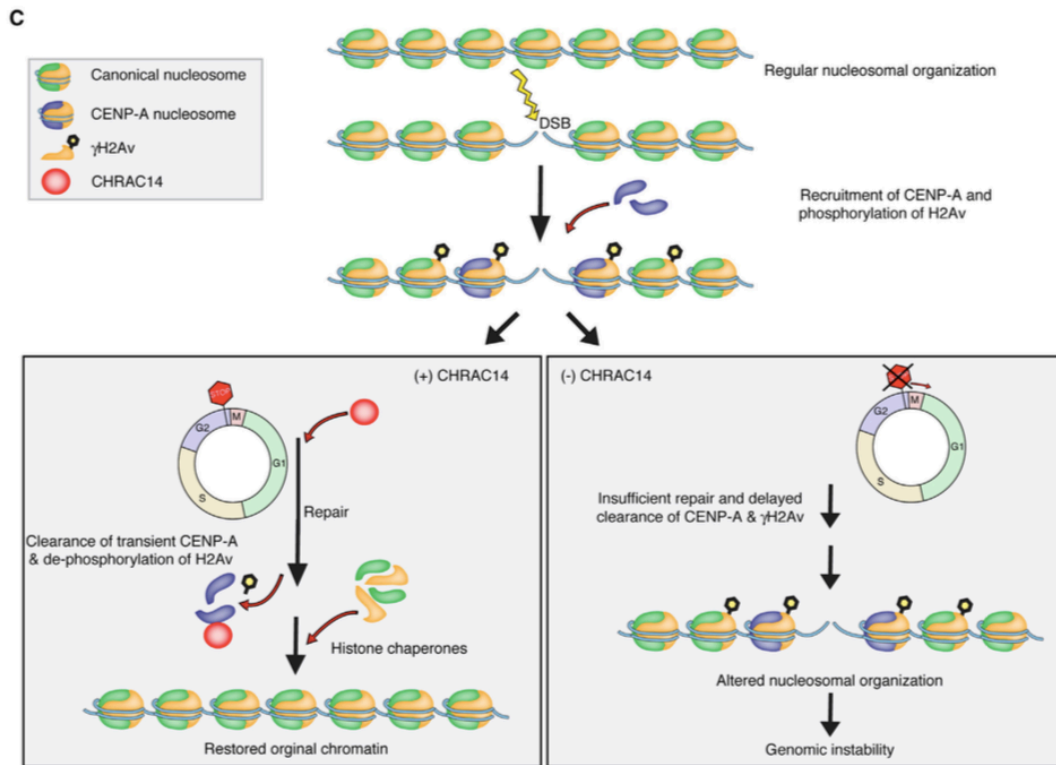 C
Canonical nucleosome
CENP-A nucleosome
γH2Av
CHRAC14
Regular nucleosomal organization
DSB
Recruitment of CENP-A and
phosphorylation of H2Av
(+) CHRAC14
STOP
M
G2
G1
S
Repair
Clearance of transient CENP-A
& de-phosphorylation of H2Av
Histone chaperones
Restored orginal chromatin
(-) CHRAC14
M
G2
G1
S
Insufficient repair and delayed
clearance of CENP-A & γH2Av
Altered nucleosomal organization
Genomic instability